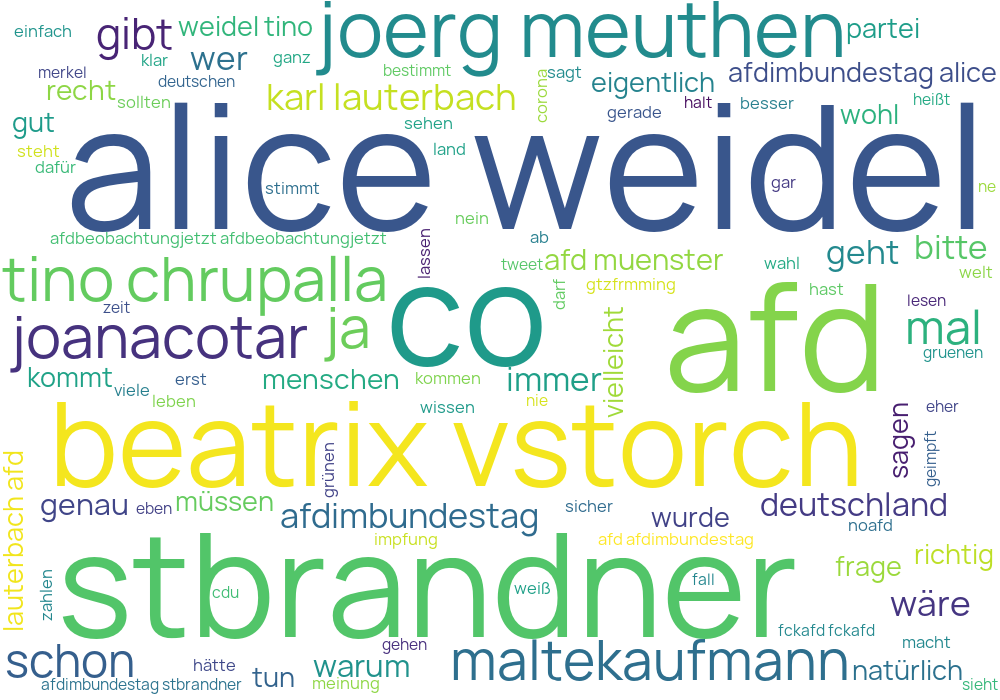 einfach
gibt
weidel tino
joerg meuthen
partei
klar
wer
ganz
merkel
deutschen
bestimmt
corona
sagt
eigentlich
afdimbundestag alice
recht
sollten
karl lauterbach
gerade
halt
besser
wohl
heißt
gut
sehen
alice weidel
steht
dafür
land
stimmt
gar
ne
nein
afdbeobachtungjetzt afdbeobachtungjetzt
lassen
ab
tweet
afd muenster
wahl
geht
bitte
welt
tino chrupalla
co
darf
gtzfrmming
afd
hast
lesen
zeit
joanacotar
ja
vielleicht
mal
gruenen
kommt
viele
erst
menschen
kommen
immer
leben
wissen
nie
beatrix vstorch
sagen
eher
geimpft
grünen
lauterbach afd
genau
eben
müssen
afdimbundestag
sicher
wurde
deutschland
noafd
impfung
afd afdimbundestag
stbrandner
frage
richtig
zahlen
cdu
weiß
fall
wäre
fckafd fckafd
schon
hätte
gehen
warum
maltekaufmann
macht
natürlich
afdimbundestag stbrandner
tun
meinung
sieht